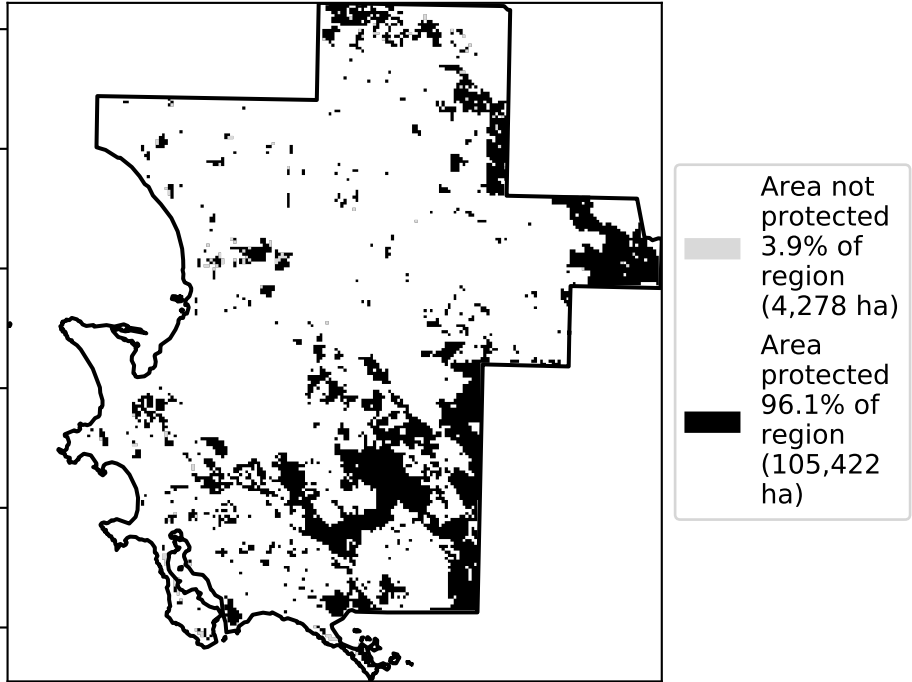 Area not
protected
3.9% of
region
(4,278 ha)
Area
protected
96.1% of
region
(105,422
ha)